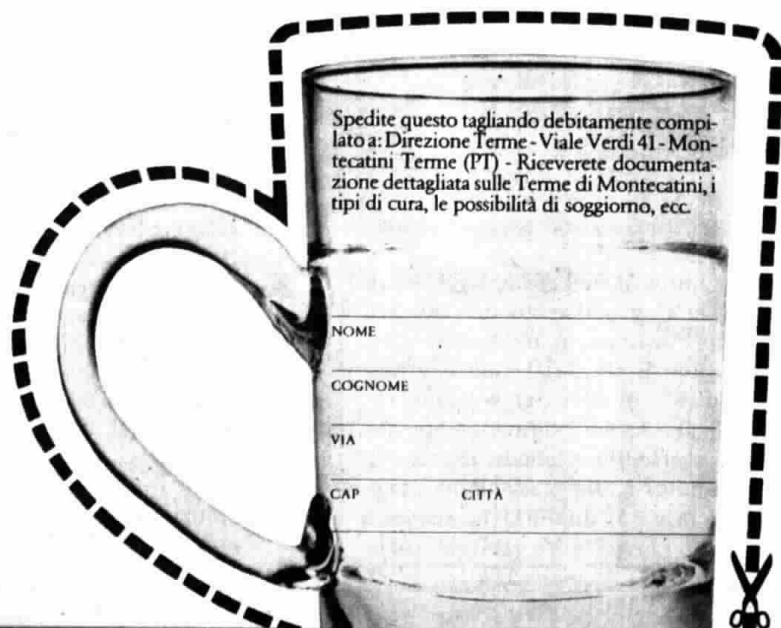 Spedite questo tagliando debitamente compi-
lato a: Direzione Terme - Viale Verdi 41 - Mon-
tecatini Terme (PT) - Riceverete documenta-
zione dettagliata sulle Terme di Montecatini, i
tipi di cura, le possibilità di soggiorno, ecc.
NOME
COGNOME
VIA
CAP CITTÀ